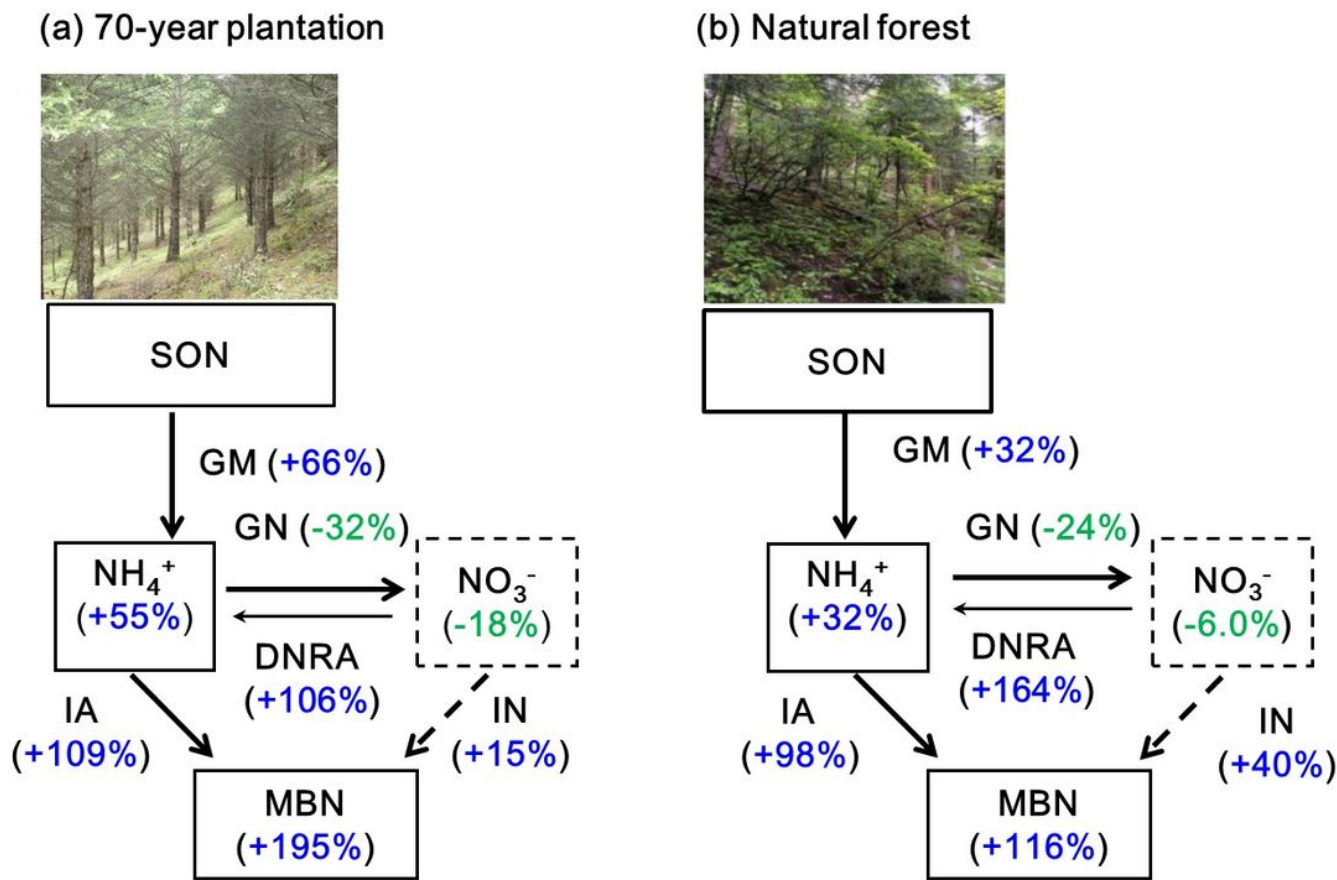 (a) 70-year plantation
SON
GM (+66%)
GN (-32%)
NH₄⁺
(+55%)
NO₃⁻
(-18%)
DNRA
(+106%)
IA
(+109%)
IN
(+15%)
MBN
(+195%)
(b) Natural forest
SON
GM (+32%)
GN (-24%)
NH₄⁺
(+32%)
NO₃⁻
(-6.0%)
DNRA
(+164%)
IA
(+98%)
IN
(+40%)
MBN
(+116%)